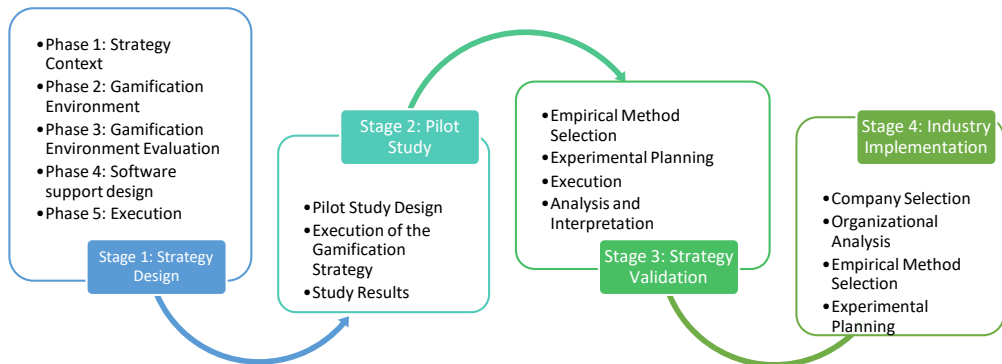 •Phase 1: Strategy
Context
•Phase 2: Gamification
Environment
•Phase 3: Gamification
Environment Evaluation
•Phase 4: Software
support design
•Phase 5: Execution
Stage 1: Strategy
Design
Stage 2: Pilot
Study
•Pilot Study Design
•Execution of the
Gamification
Strategy
•Study Results
•Empirical Method
Selection
•Experimental Planning
•Execution
•Analysis and
Interpretation
Stage 3: Strategy
Validation
Stage 4: Industry
Implementation
•Company Selection
•Organizational
Analysis
•Empirical Method
Selection
•Experimental
Planning